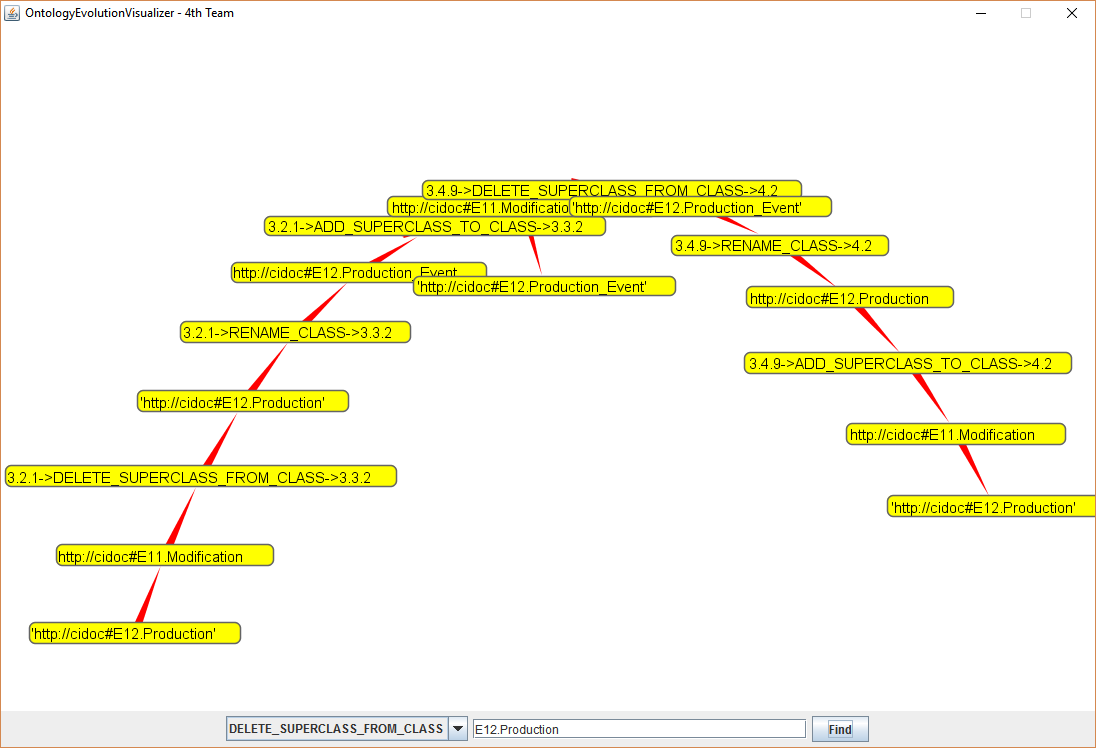 OntologyEvolutionVisualizer - 4th Team
3.4.9->DELETE_SUPERCLASS_FROM_CLASS->4.2
http://cidoc#E11.Modificatio
'http://cidoc#E12.Production_Event'
3.2.1->ADD_SUPERCLASS_TO_CLASS->3.3.2
3.4.9->RENAME_CLASS->4.2
http://cidoc#E12.Production_Event
'http://cidoc#E12.Production_Event'
http://cidoc#E12.Production
3.2.1->RENAME_CLASS->3.3.2
3.4.9->ADD_SUPERCLASS_TO_CLASS->4.2
'http://cidoc#E12.Production'
http://cidoc#E11.Modification
3.2.1->DELETE_SUPERCLASS_FROM_CLASS->3.3.2
'http://cidoc#E12.Production'
http://cidoc#E11.Modification
'http://cidoc#E12.Production'
DELETE_SUPERCLASS_FROM_CLASS
E12.Production
Find